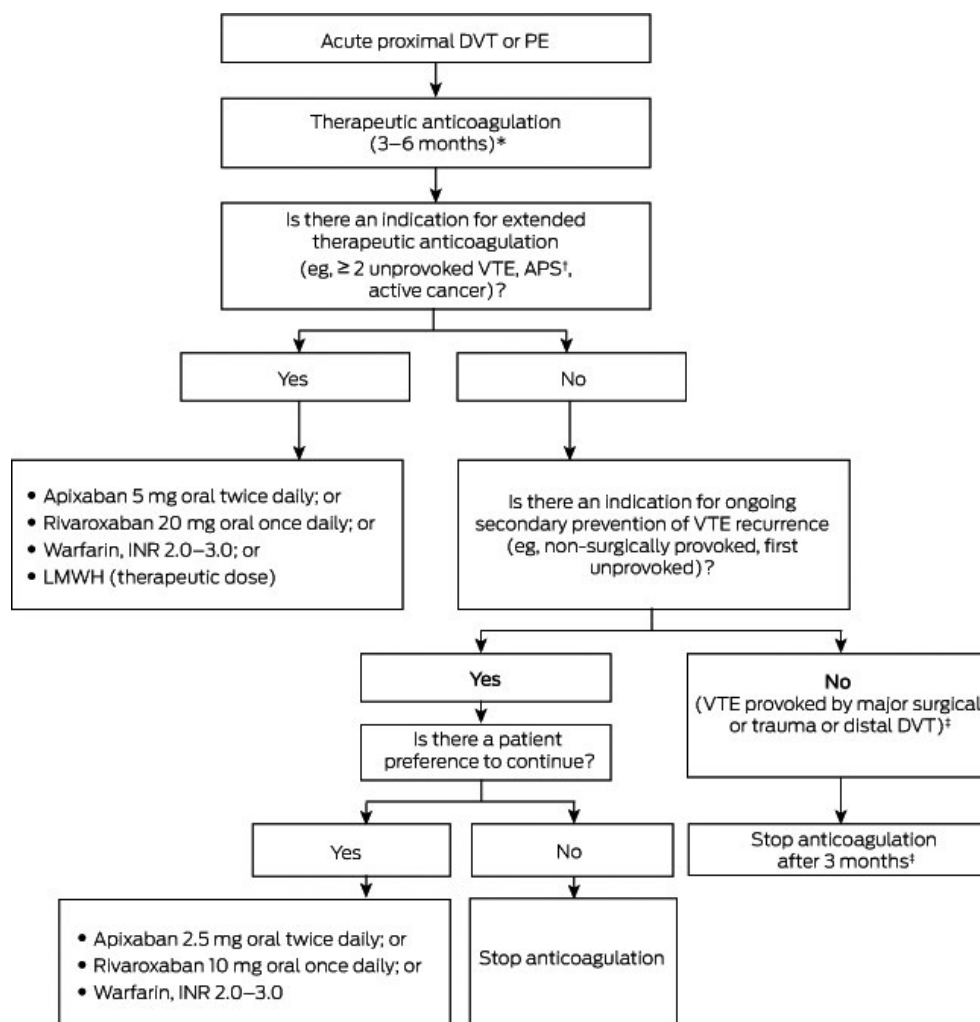 Acute proximal DVT or PE
Therapeutic anticoagulation
(3–6 months)*
Is there an indication for extended
therapeutic anticoagulation
(eg, ≥ 2 unprovoked VTE, APS†,
active cancer)?
Yes
No
• Apixaban 5 mg oral twice daily; or
• Rivaroxaban 20 mg oral once daily; or
• Warfarin, INR 2.0–3.0; or
• LMWH (therapeutic dose)
Is there an indication for ongoing
secondary prevention of VTE recurrence
(eg, non-surgically provoked, first
unprovoked)?
Yes
No
(VTE provoked by major surgical
or trauma or distal DVT)‡
Is there a patient
preference to continue?
Yes
No
Stop anticoagulation
after 3 months‡
• Apixaban 2.5 mg oral twice daily; or
• Rivaroxaban 10 mg oral once daily; or
• Warfarin, INR 2.0–3.0
Stop anticoagulation